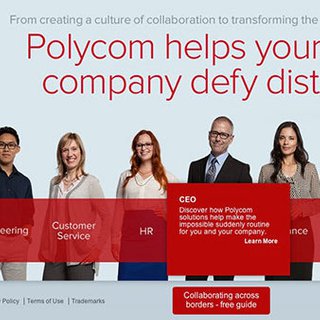 From creating a culture of collaboration to transforming the
Polycom helps your
company defy dist
eering
Customer
Service
HR
CEO
Discover how Polycom
solutions help make the
impossible suddenly routine
for you and your company.
Learn More
nance
Policy | Terms of Use | Trademarks
Collaborating across
borders - free guide